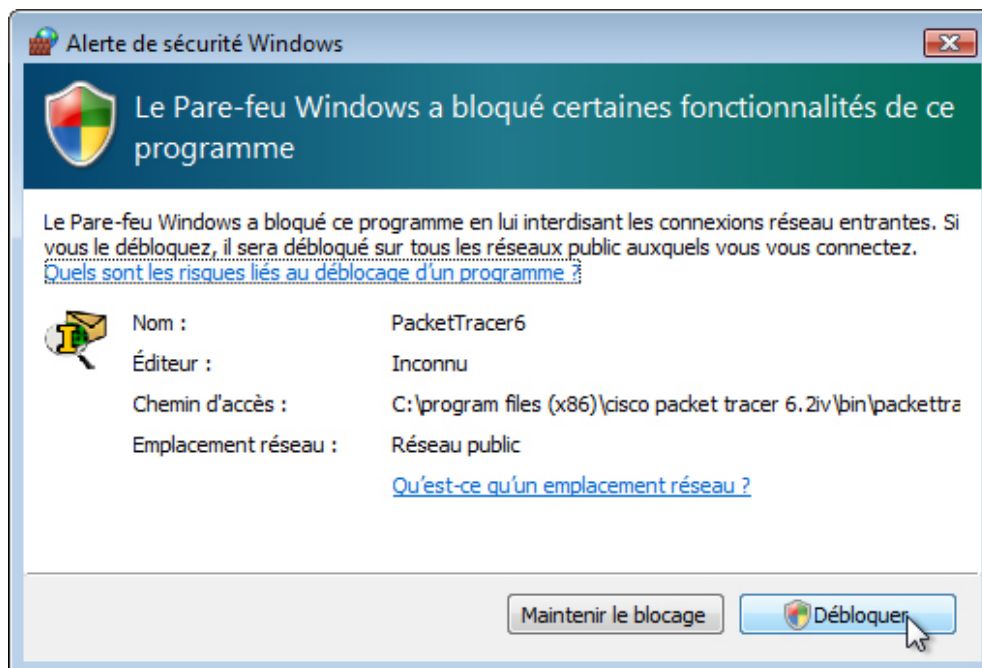 Alerte de sécurité Windows
Le Pare-feu Windows a bloqué certaines fonctionnalités de ce
programme
Le Pare-feu Windows a bloqué ce programme en lui interdisant les connexions réseau entrantes. Si
vous le débloquez, il sera débloqué sur tous les réseaux public auxquels vous vous connectez.
Quels sont les risques liés au déblocage d'un programme ?
Nom : PacketTracer6
Éditeur : Inconnu
Chemin d'accès : C:\program files (x86)\cisco packet tracer 6.2iv\bin\packettra
Emplacement réseau : Réseau public
Qu'est-ce qu'un emplacement réseau ?
Maintenir le blocage Débloquer